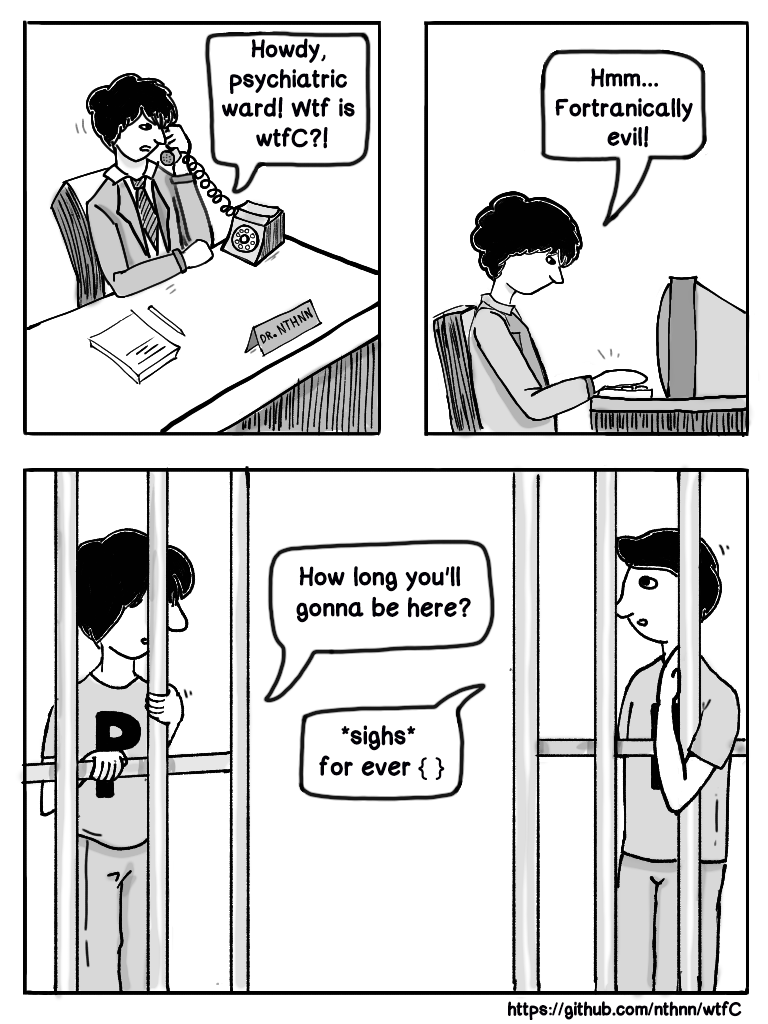 Howdy,
psychiatric
ward! Wtf is
wtfC?!
DR. NTHNN
Hmm...
Fortranically
evil!
How long you'll
gonna be here?
*sighs*
for ever { }
P
https://github.com/nthnn/wtfC